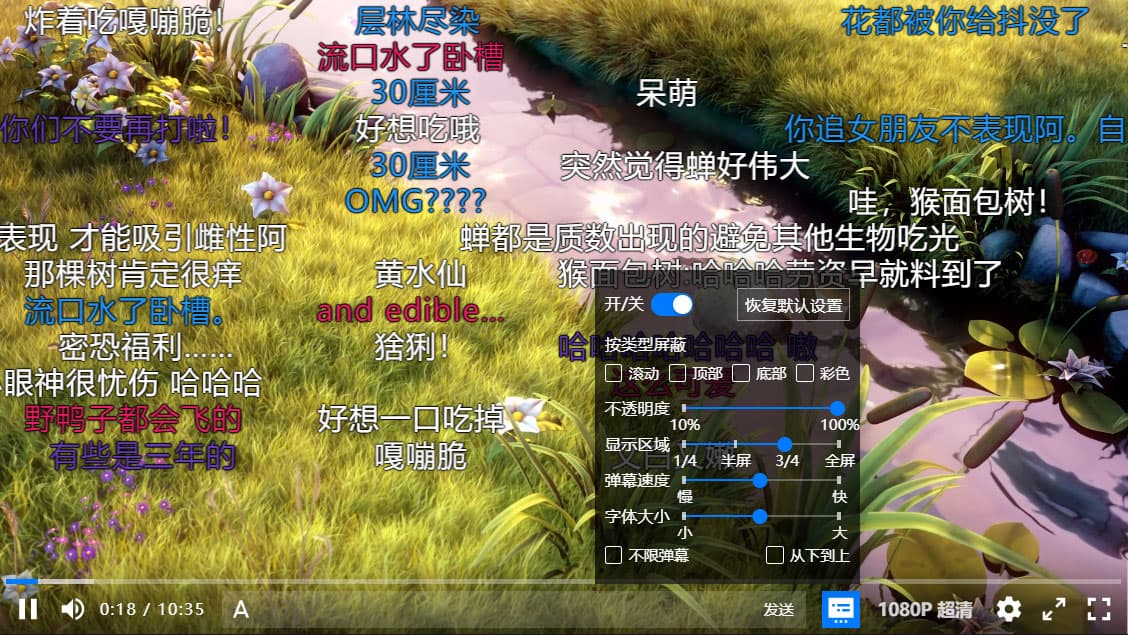 炸着吃嘎嘣脆！
层林尽染
花都被你给抖没了
流口水了卧槽
30厘米
呆萌
你们不要再打啦！
好想吃哦
你追女朋友不表现阿。自
30厘米
突然觉得蝉好伟大
OMG????
哇，猴面包树！
表现 才能吸引雌性阿
蝉都是质数出现的避免其他生物吃光
那棵树肯定很痒
黄水仙
猴面包树.哈哈哈劳资早就料到了
流口水了卧槽。
and edible...
开/关
恢复默认设置
密恐福利……
猞猁！
哈哈哈哈哈哈哈 嗷
按类型屏蔽
滚动
顶部
底部
彩色
眼神很忧伤 哈哈哈
野鸭子都会飞的
好想一口吃掉
不透明度
10%
100%
有些是三年的
嘎嘣脆
显示区域
1/4
半屏
3/4
全屏
弹幕速度
慢
快
字体大小
小
大
不限弹幕
从下到上
0:18 / 10:35
A
发送
1080P 超清